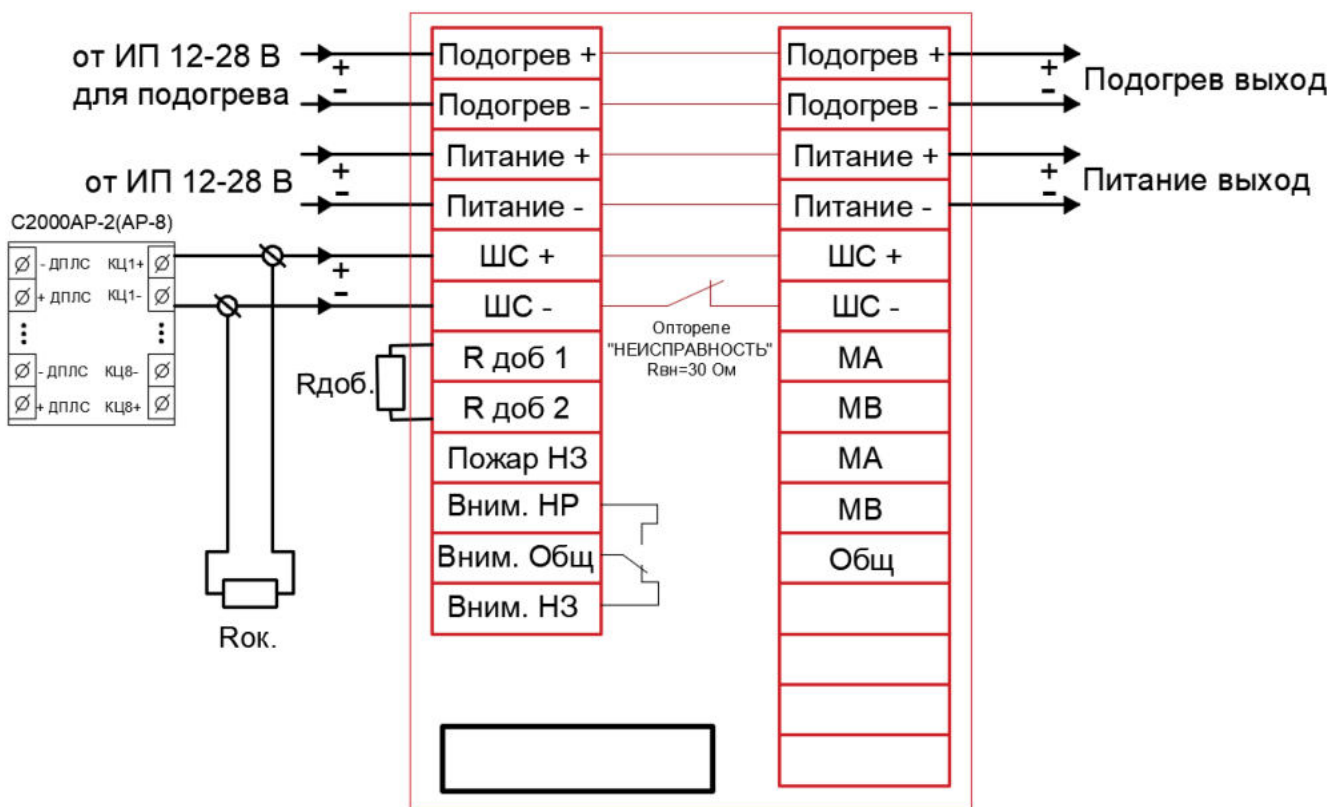 от ИП 12-28 В
для подогрева
+
-
от ИП 12-28 В
+
-
С2000АР-2(АР-8)
- ДПЛС КЦ1+
+ ДПЛС КЦ1-
- ДПЛС КЦ8-
+ ДПЛС КЦ8+
+
-
Rдоб.
Rок.
Подогрев +
Подогрев -
Питание +
Питание -
ШС +
ШС -
R доб 1
R доб 2
Пожар НЗ
Вним. НР
Вним. Общ
Вним. НЗ
Оптореле
"НЕИСПРАВНОСТЬ"
Rвн=30 Ом
Подогрев +
Подогрев -
Питание +
Питание -
ШС +
ШС -
МА
МВ
МА
МВ
Общ
+
-
Подогрев выход
+
-
Питание выход